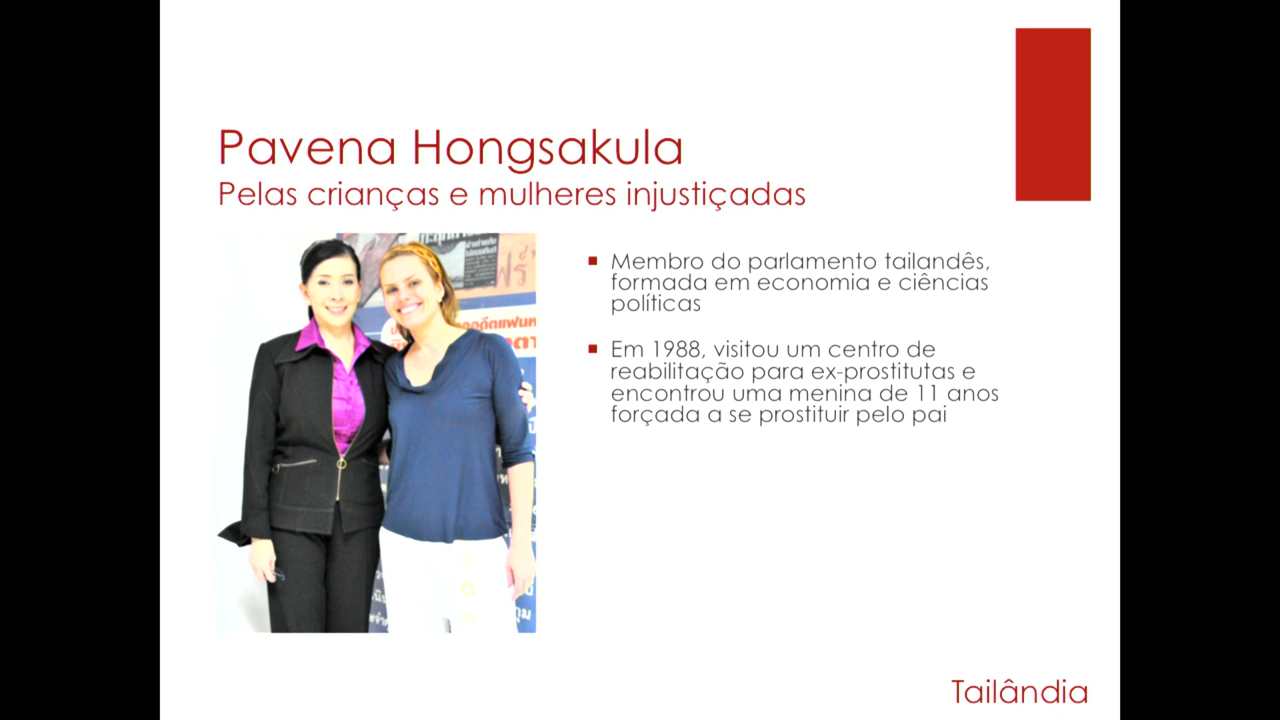 Pavena Hongsakula
Pelas crianças e mulheres injustiçadas
Membro do parlamento tailandês,
formada em economia e ciências
políticas
Em 1988, visitou um centro de
reabilitação para ex-prostitutas e
encontrou uma menina de 11 anos
forçada a se prostituir pelo pai
Tailândia